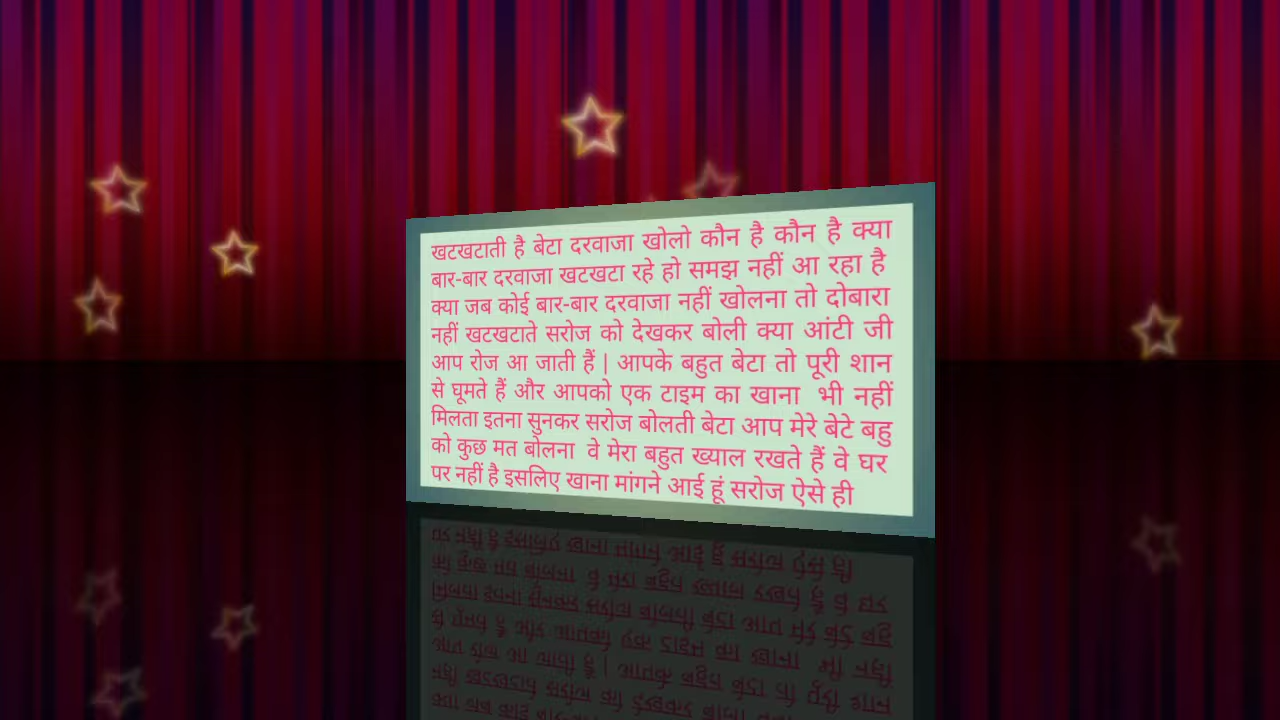 खटखटाती है बेटा दरवाजा खोलो कौन है कौन है क्या
बार-बार दरवाजा खटखटा रहे हो समझ नहीं आ रहा है
क्या जब कोई बार-बार दरवाजा नहीं खोलना तो दोबारा
नहीं खटखटाते सरोज को देखकर बोली क्या आंटी जी
आप रोज आ जाती हैं | आपके बहुत बेटा तो पूरी शान
से घूमते हैं और आपको एक टाइम का खाना भी नहीं
मिलता इतना सुनकर सरोज बोलती बेटा आप मेरे बेटे बहु
को कुछ मत बोलना वे मेरा बहुत ख्याल रखते हैं वे घर
पर नहीं है इसलिए खाना मांगने आई हूं सरोज ऐसे ही